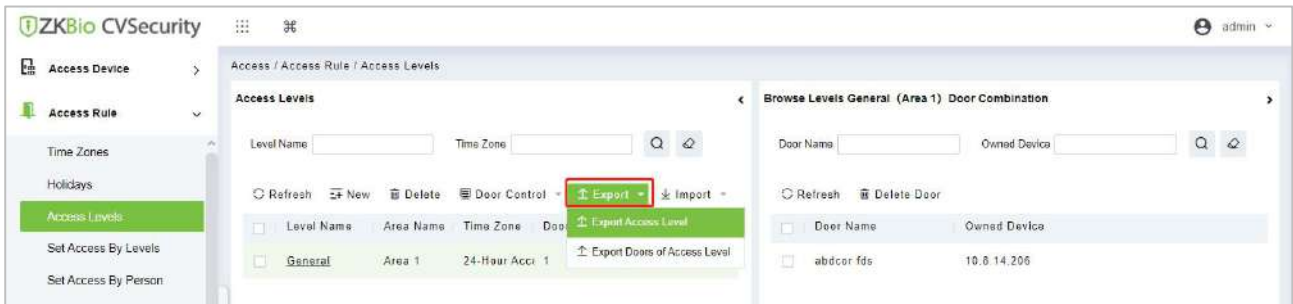 ZKBio CVSecurity
admin
Access Device
Access / Access Rule / Access Levels
Access Rule
Access Levels
Browse Levels General (Area 1) Door Combination
Time Zones
Level Name
Time Zone
Door Name
Owned Device
Holidays
Refresh New Delete Door Control Export Import
Refresh Delete Door
Access Levels
Level Name Area Name Time Zone Doo
Export Access Level
Door Name Owned Device
Set Access By Levels
Export Doors of Access Level
General Area 1 24-Hour Acci 1
abdcor fds 10.8.14.206
Set Access By Person